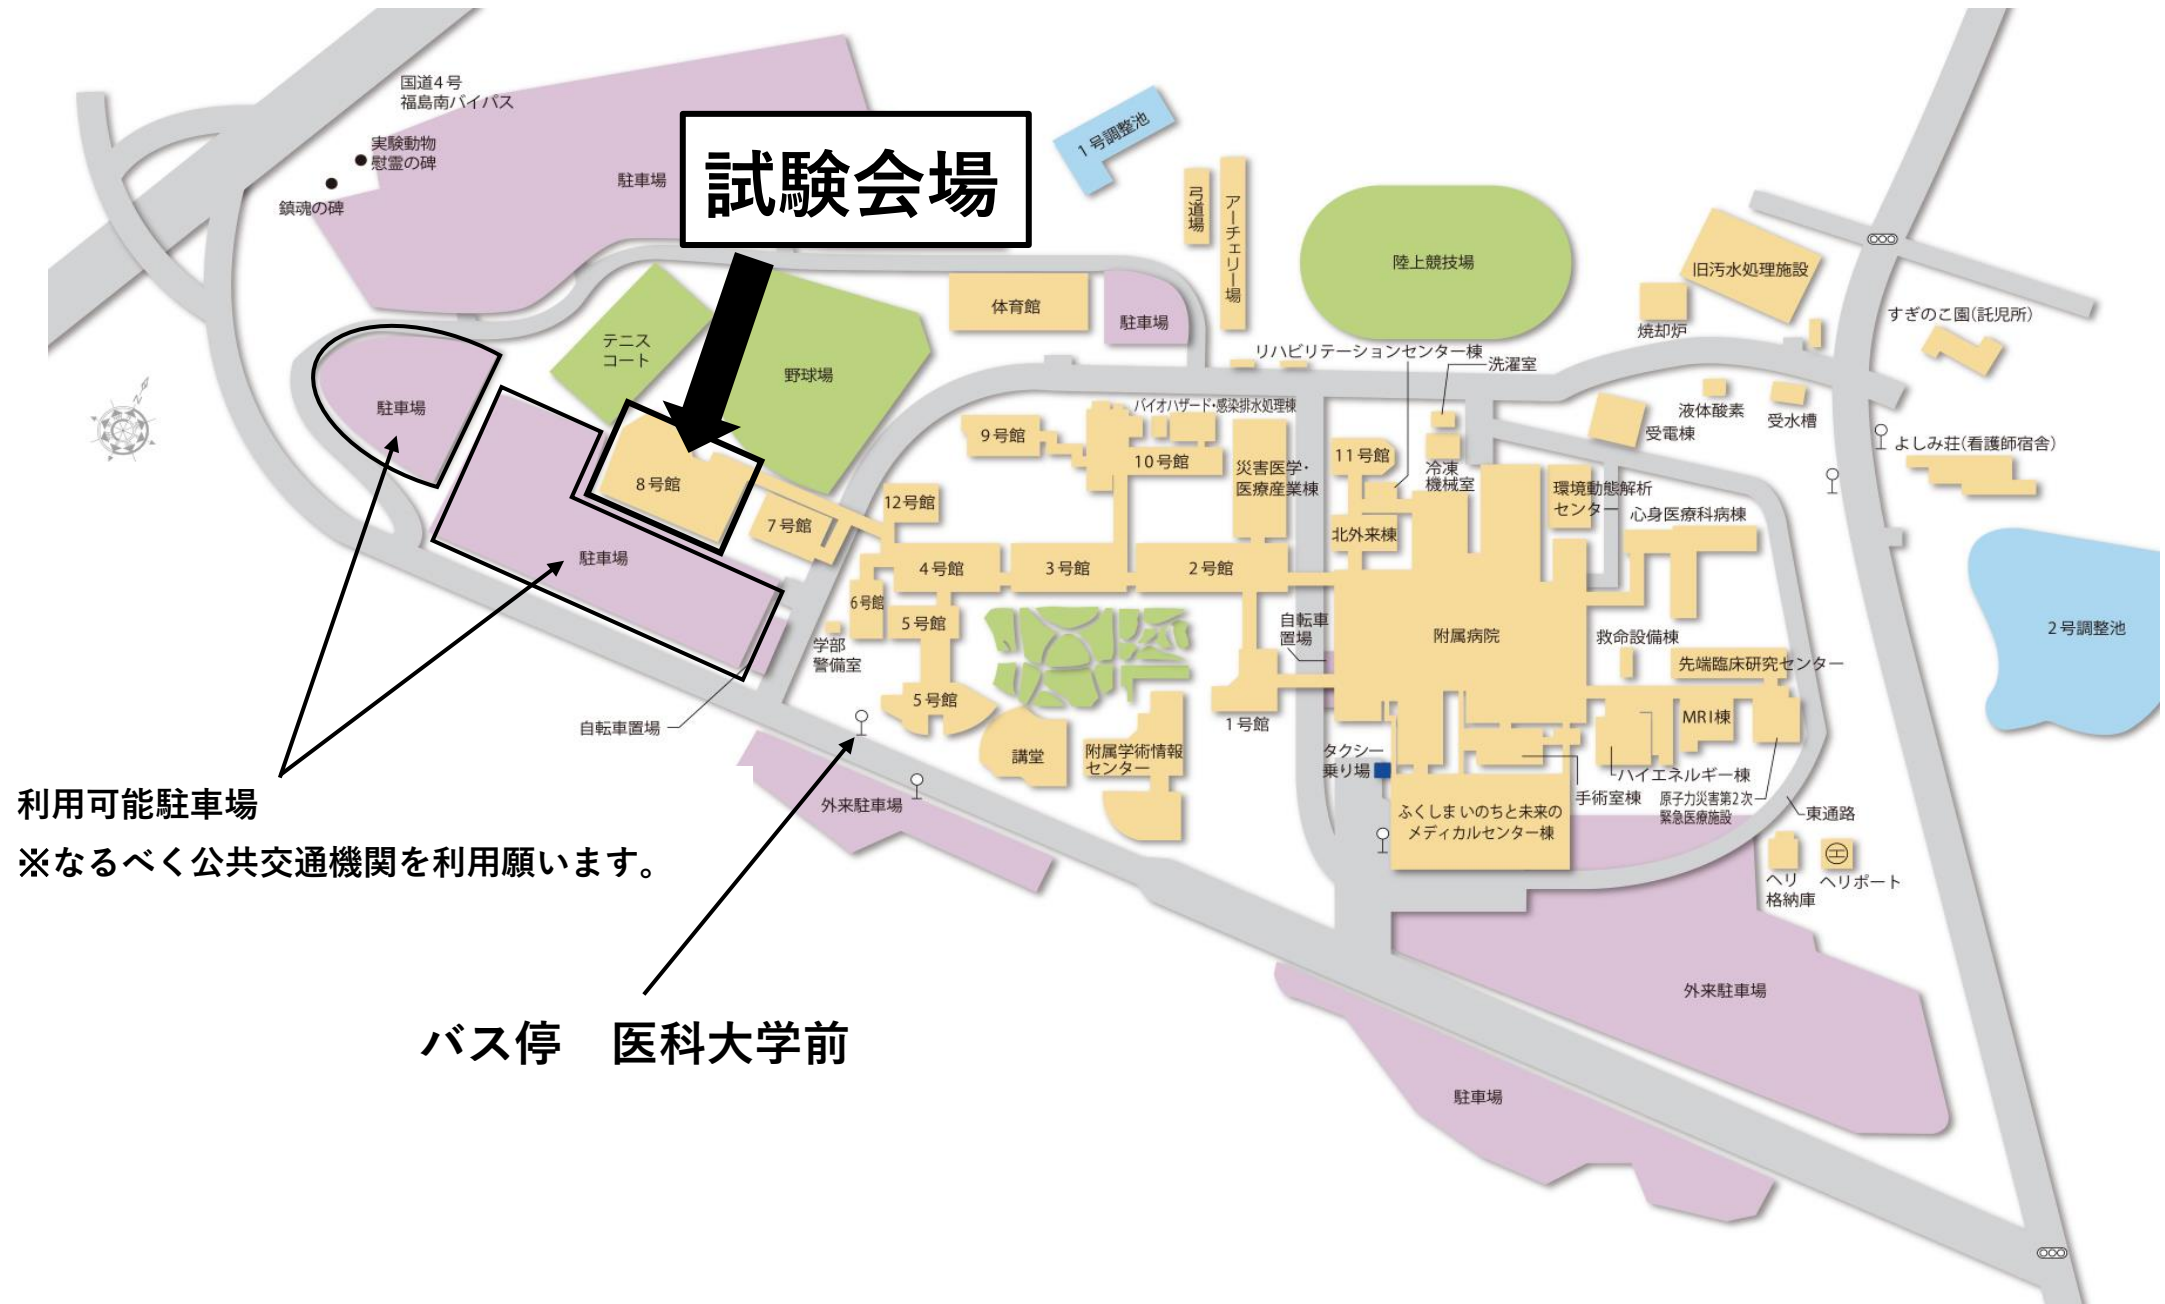 国道4号
福島南バイパス
実験動物
慰霊の碑
鎮魂の碑
駐車場
試験会場
1号調整池
弓道場
アーチェリー場
陸上競技場
旧汚水処理施設
焼却炉
すぎのこ園(託児所)
体育館
駐車場
テニス
コート
野球場
リハビリテーションセンター棟
洗濯室
駐車場
バイオハザード・感染排水処理棟
9号館
10号館
災害医学・
医療産業棟
11号館
冷凍
機械室
受電棟
液体酸素
受水槽
よしみ荘(看護師宿舎)
8号館
7号館
12号館
北外来棟
環境動態解析
センター
心身医療科病棟
駐車場
4号館
3号館
2号館
6号館
5号館
学部
警備室
自転車
置場
附属病院
救命設備棟
先端臨床研究センター
2号調整池
5号館
1号館
MRI棟
自転車置場
講堂
附属学術情報
センター
タクシー
乗り場
ハイエネルギー棟
手術室棟
原子力災害第2次
緊急医療施設
東通路
利用可能駐車場
※なるべく公共交通機関を利用願います。
外来駐車場
ふくしま いのちと未来の
メディカルセンター棟
ヘリ
格納庫
ヘリポート
外来駐車場
バス停　医科大学前
駐車場